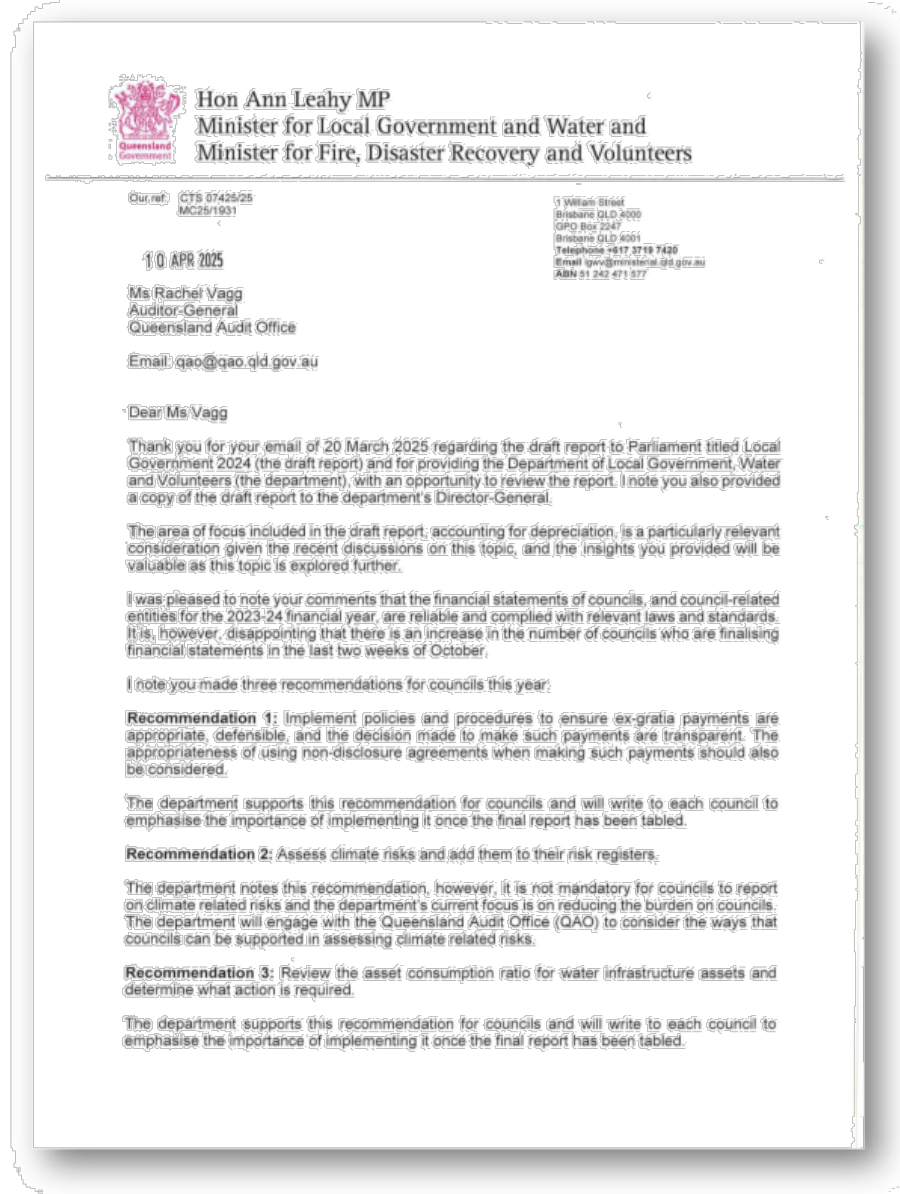 Hon Ann Leahy MP
Minister for Local Government and Water and
Minister for Fire, Disaster Recovery and Volunteers
Queensland
Government
Our ref: CTS 07425/25
MC25/1931
1 William Street
Brisbane QLD 4000
GPO Box 2247
Brisbane QLD 4001
Telephone +617 3719 7420
Email lgwv@ministerial.qld.gov.au
ABN 51 242 471 577
10 APR 2025
Ms Rachel Vagg
Auditor-General
Queensland Audit Office
Email: qao@qao.qld.gov.au
Dear Ms Vagg
Thank you for your email of 20 March 2025 regarding the draft report to Parliament titled Local
Government 2024 (the draft report) and for providing the Department of Local Government, Water
and Volunteers (the department), with an opportunity to review the report. I note you also provided
a copy of the draft report to the department's Director-General.
The area of focus included in the draft report, accounting for depreciation, is a particularly relevant
consideration given the recent discussions on this topic, and the insights you provided will be
valuable as this topic is explored further.
I was pleased to note your comments that the financial statements of councils, and council-related
entities for the 2023-24 financial year, are reliable and complied with relevant laws and standards.
It is, however, disappointing that there is an increase in the number of councils who are finalising
financial statements in the last two weeks of October.
I note you made three recommendations for councils this year:
Recommendation 1: Implement policies and procedures to ensure ex-gratia payments are
appropriate, defensible, and the decision made to make such payments are transparent. The
appropriateness of using non-disclosure agreements when making such payments should also
be considered.
The department supports this recommendation for councils and will write to each council to
emphasise the importance of implementing it once the final report has been tabled.
Recommendation 2: Assess climate risks and add them to their risk registers.
The department notes this recommendation, however, it is not mandatory for councils to report
on climate related risks and the department's current focus is on reducing the burden on councils.
The department will engage with the Queensland Audit Office (QAO) to consider the ways that
councils can be supported in assessing climate related risks.
Recommendation 3: Review the asset consumption ratio for water infrastructure assets and
determine what action is required.
The department supports this recommendation for councils and will write to each council to
emphasise the importance of implementing it once the final report has been tabled.